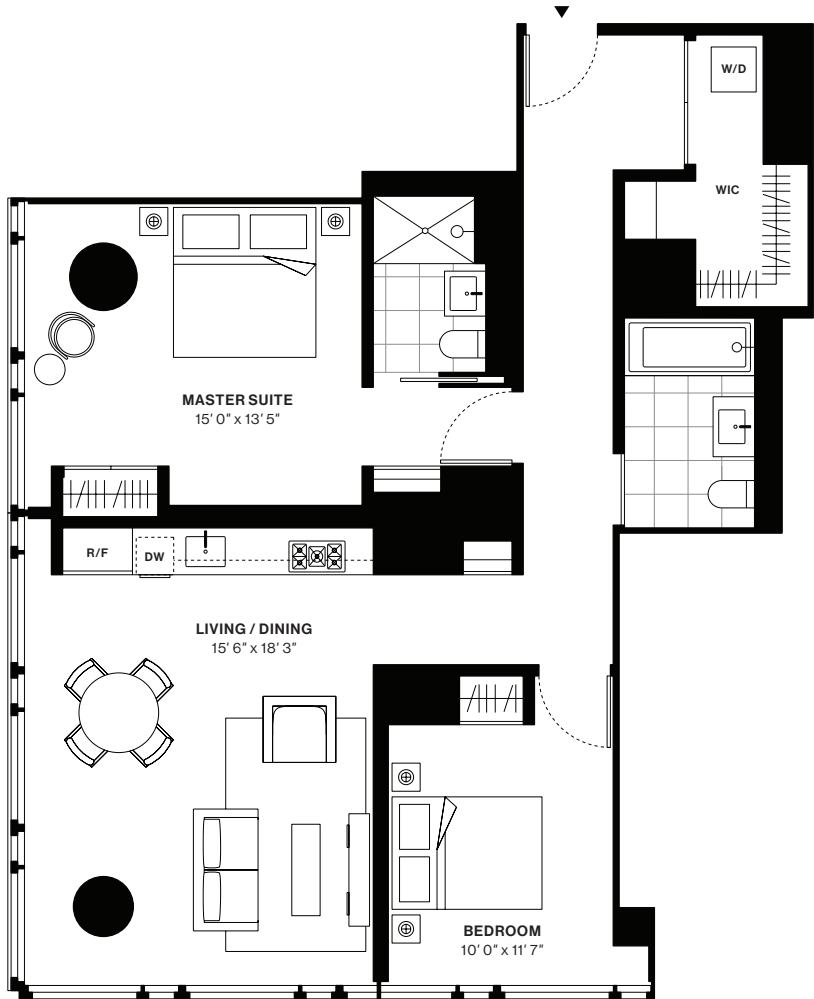 W/D
WIC
MASTER SUITE
15′ 0″ x 13′ 5″
R/F
DW
LIVING / DINING
15′ 6″ x 18′ 3″
BEDROOM
10′ 0″ x 11′ 7″